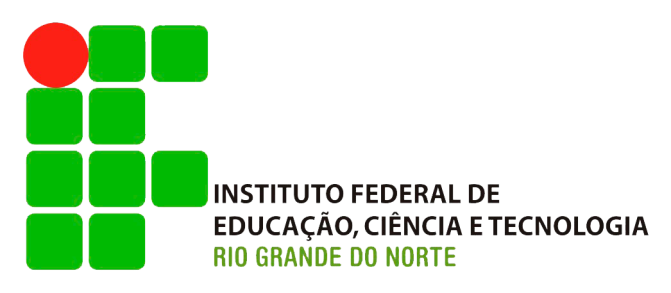 INSTITUTO FEDERAL DE
EDUCAÇÃO, CIÊNCIA E TECNOLOGIA
RIO GRANDE DO NORTE